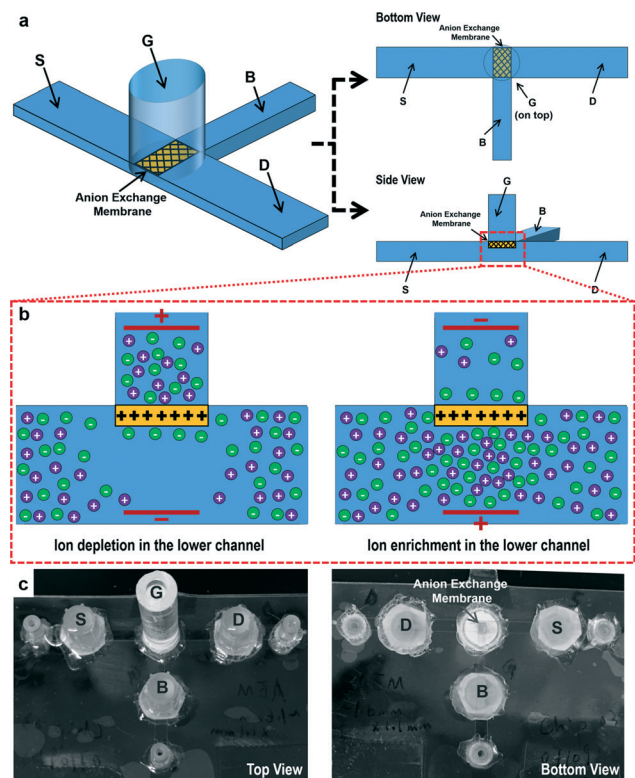 a
S
G
B
D
Anion Exchange
Membrane
Bottom View
Anion Exchange
Membrane
S
D
G
(on top)
B
Side View
G
Anion Exchange
Membrane
B
S
D
b
+
−
+ + + + + + +
−
+ + + + + + +
−
+
Ion depletion in the lower channel
Ion enrichment in the lower channel
c
G
S
D
B
AEM
Top View
Anion Exchange
Membrane
D
S
B
Bottom View